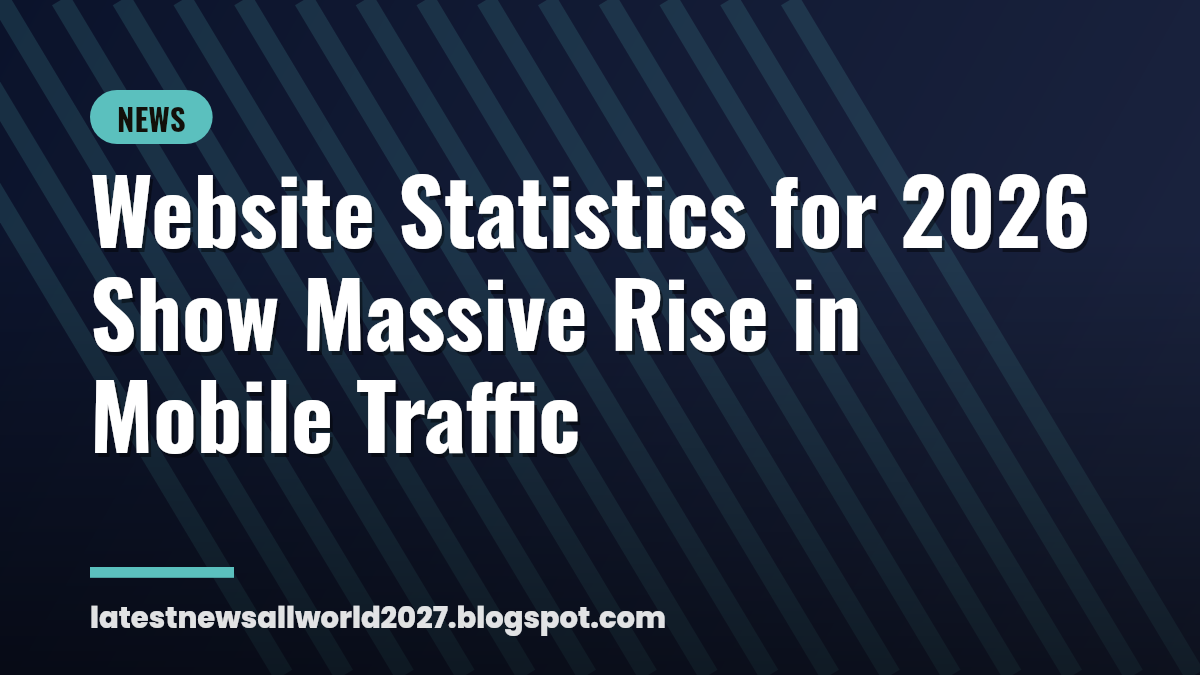 NEWS
Website Statistics for 2026
Show Massive Rise in
Mobile Traffic
latestnewsallworld2027.blogspot.com